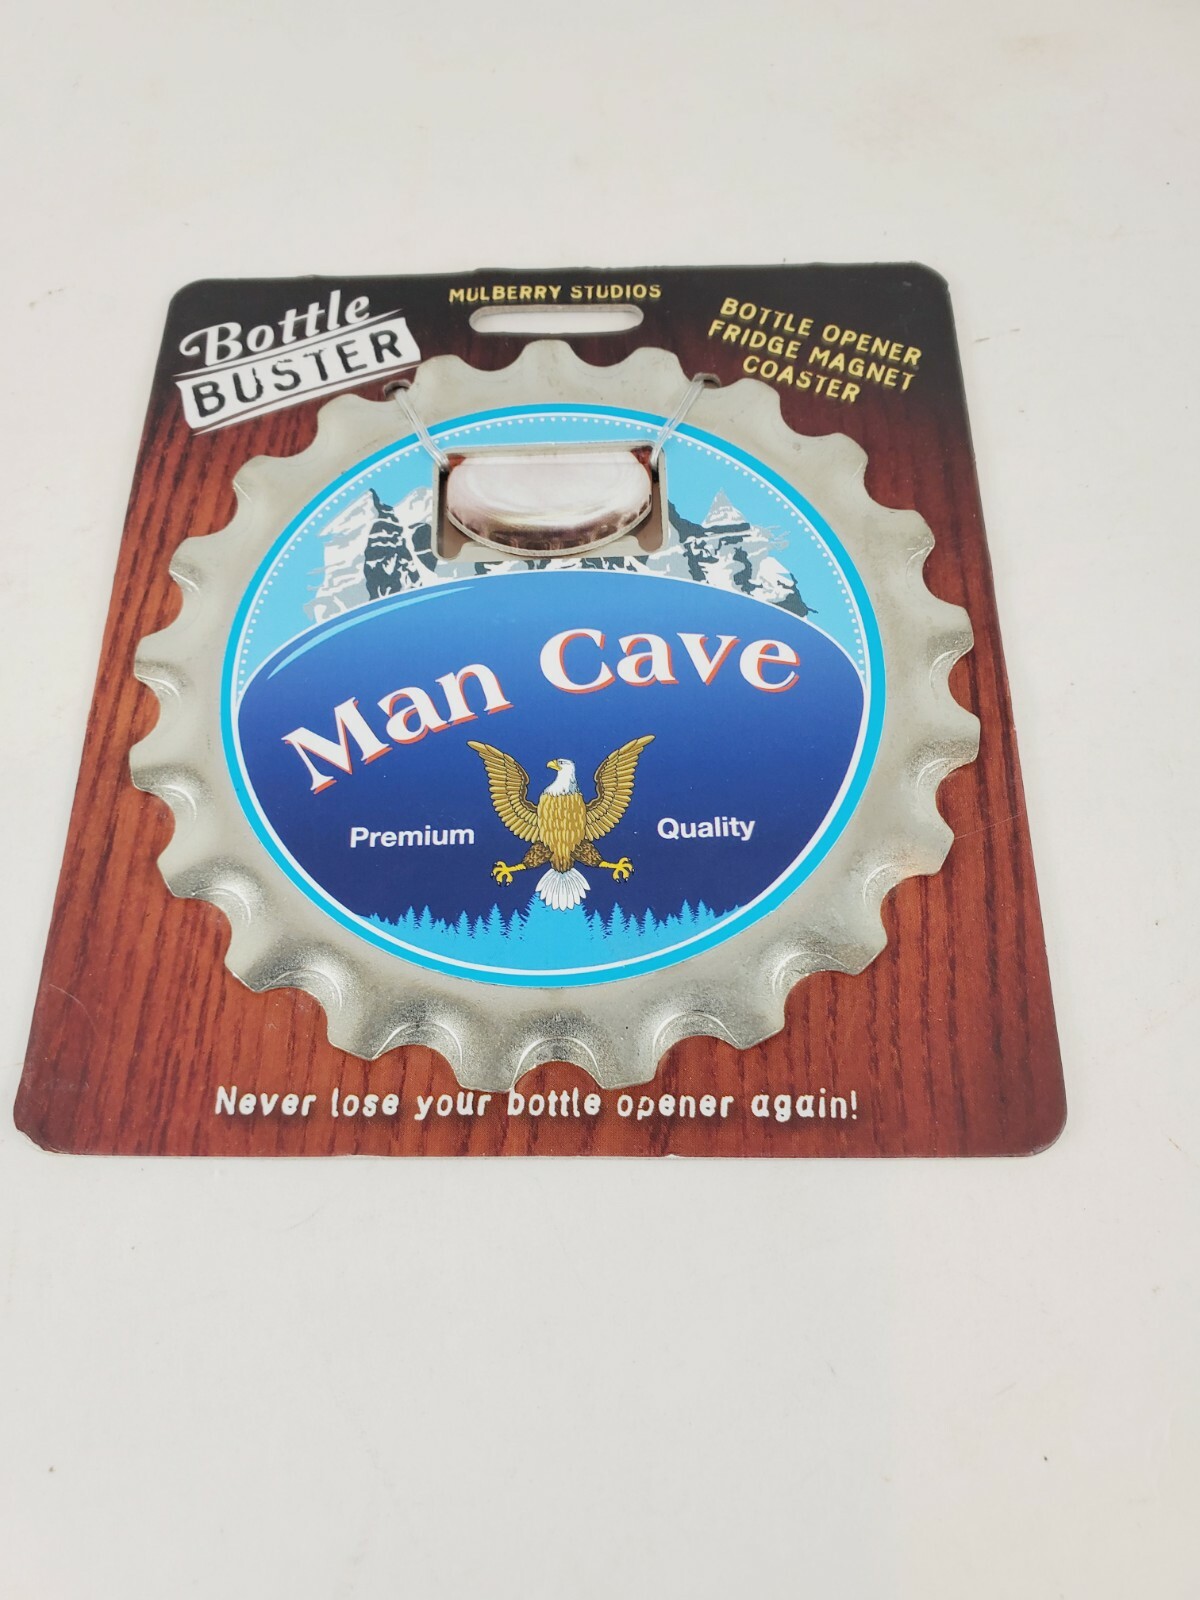 Bottle
BUSTER
MULBERRY STUDIOS
BOTTLE OPENER
FRIDGE MAGNET
COASTER
Man Cave
Premium Quality
Never lose your bottle opener again!